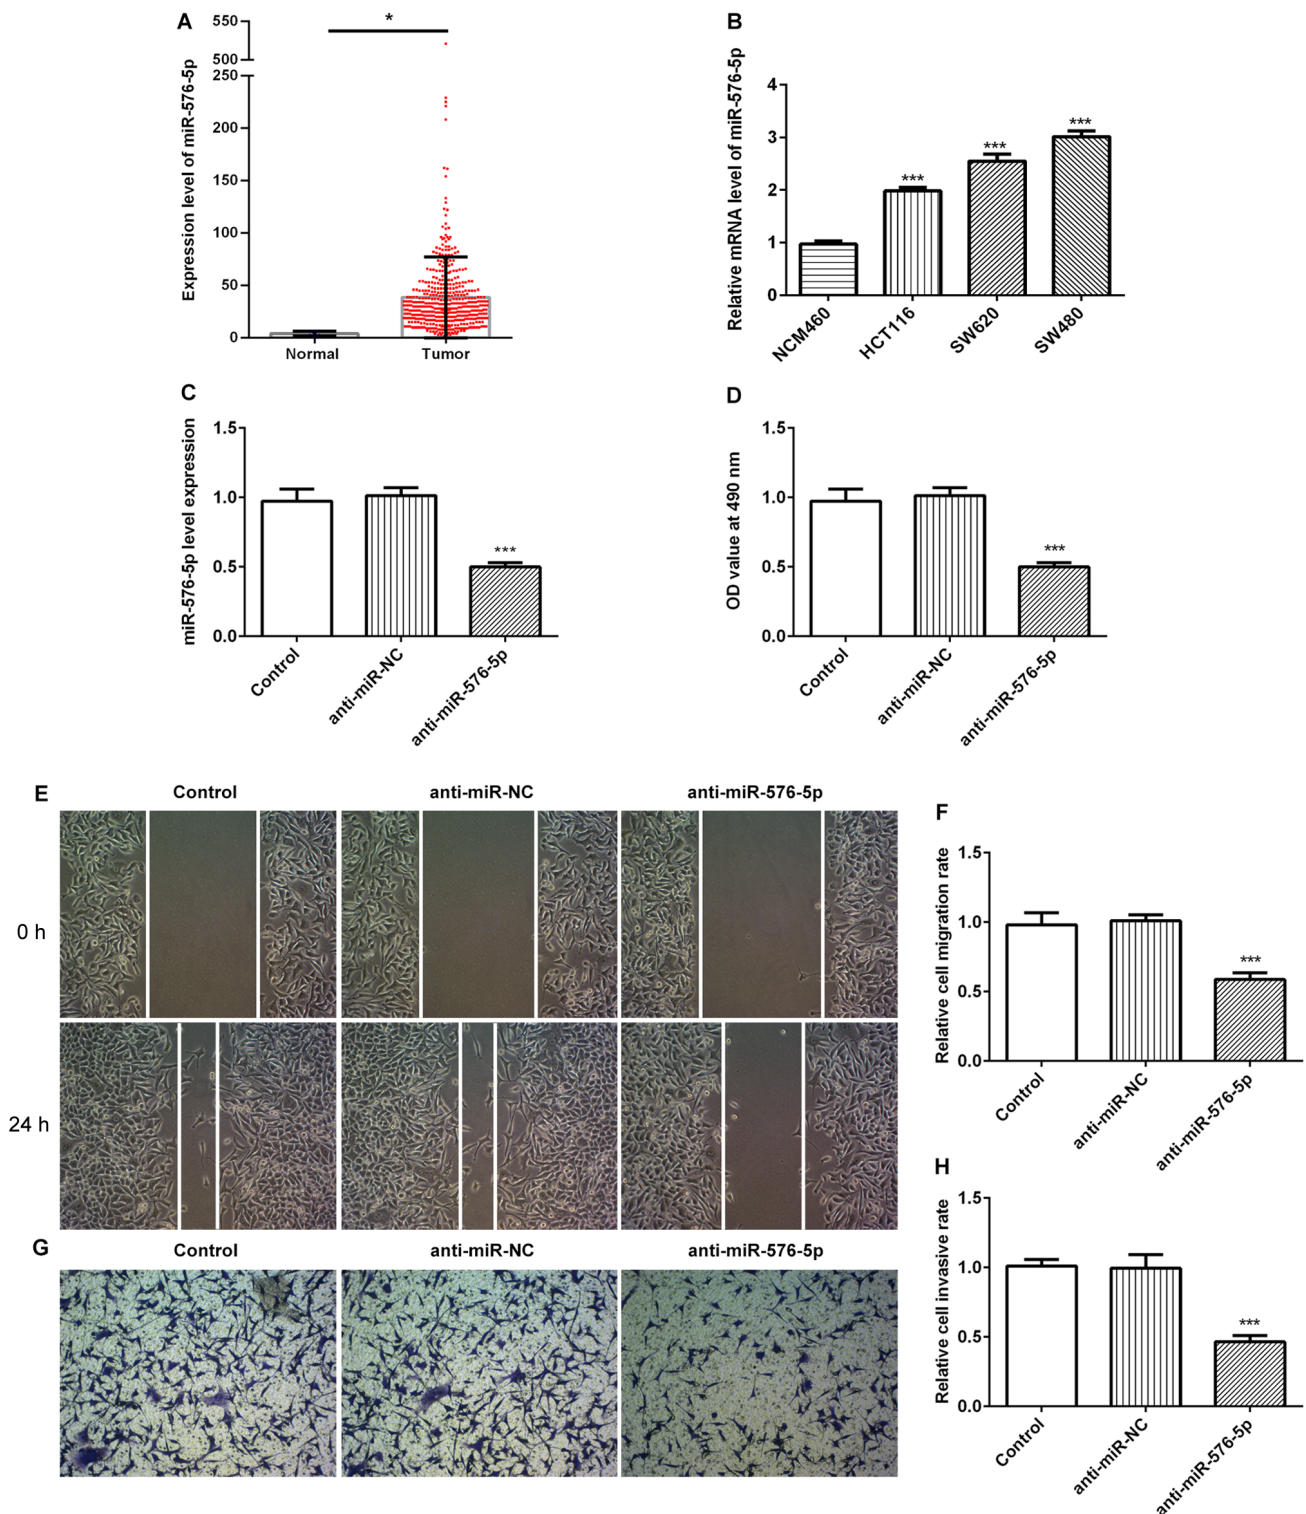 A
Expression level of miR-576-5p
550
500
250
200
150
100
50
0
*
Normal
Tumor
B
Relative mRNA level of miR-576-5p
4
3
2
1
0
***
***
***
NCM460
HCT116
SW620
SW480
C
miR-576-5p level expression
1.5
1.0
0.5
0.0
***
Control
anti-miR-NC
anti-miR-576-5p
D
OD value at 490 nm
1.5
1.0
0.5
0.0
***
Control
anti-miR-NC
anti-miR-576-5p
E
Control
anti-miR-NC
anti-miR-576-5p
0 h
24 h
F
Relative cell migration rate
1.5
1.0
0.5
0.0
***
Control
anti-miR-NC
anti-miR-576-5p
G
Control
anti-miR-NC
anti-miR-576-5p
H
Relative cell invasive rate
1.5
1.0
0.5
0.0
***
Control
anti-miR-NC
anti-miR-576-5p